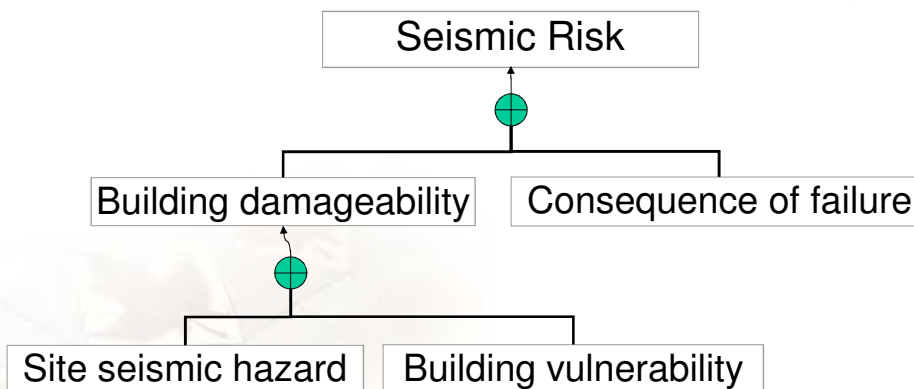 Seismic Risk
Building damageability
Consequence of failure
Site seismic hazard
Building vulnerability